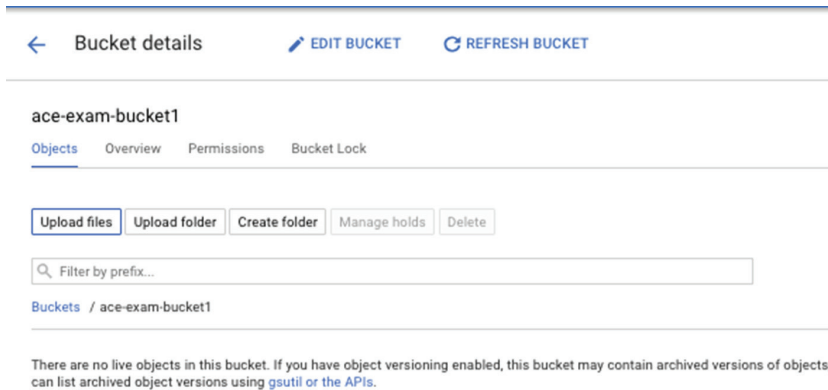 Bucket details EDIT BUCKET REFRESH BUCKET
ace-exam-bucket1
Objects Overview Permissions Bucket Lock
Upload files Upload folder Create folder Manage holds Delete
Filter by prefix...
Buckets / ace-exam-bucket1
There are no live objects in this bucket. If you have object versioning enabled, this bucket may contain archived versions of objects
can list archived object versions using gsutil or the APIs.